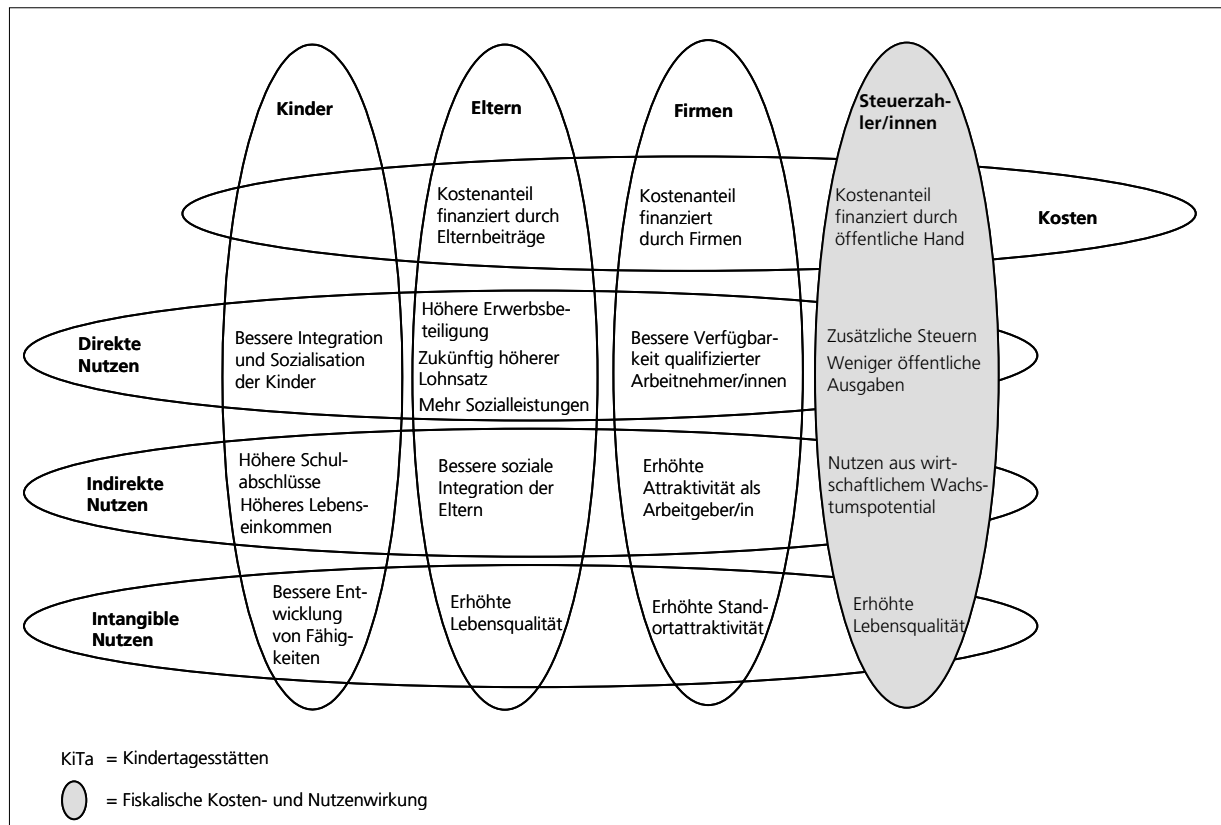 Kinder
Eltern
Firmen
Steuerzah-
ler/innen
Kostenanteil
finanziert durch
Elternbeiträge
Kostenanteil
finanziert
durch Firmen
Kostenanteil
finanziert durch
öffentliche Hand
Kosten
Direkte
Nutzen
Bessere Integration
und Sozialisation
der Kinder
Höhere Erwerbsbe-
teiligung
Zukünftig höherer
Lohnsatz
Mehr Sozialleistungen
Bessere Verfügbar-
keit qualifizierter
Arbeitnehmer/innen
Zusätzliche Steuern
Weniger öffentliche
Ausgaben
Indirekte
Nutzen
Höhere Schul-
abschlüsse
Höheres Lebens-
einkommen
Bessere soziale
Integration der
Eltern
Erhöhte
Attraktivität als
Arbeitgeber/in
Nutzen aus wirt-
schaftlichem Wachs-
tumspotential
Intangible
Nutzen
Bessere Ent-
wicklung
von Fähig-
keiten
Erhöhte
Lebensqualität
Erhöhte Stand-
ortattraktivität
Erhöhte
Lebensqualität
KiTa = Kindertagesstätten
= Fiskalische Kosten- und Nutzenwirkung